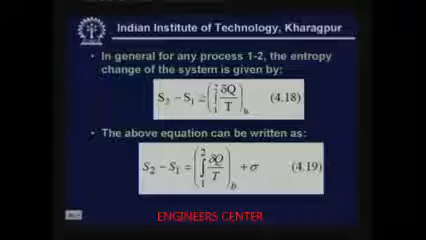 Indian Institute of Technology, Kharagpur
• In general for any process 1-2, the entropy
change of the system is given by:
S₂ − S₁ ≥ (∫₁² δQ/T)_b (4.18)
• The above equation can be written as:
S₂ − S₁ = (∫₁² δQ/T)_b + σ (4.19)
ENGINEERS CENTER